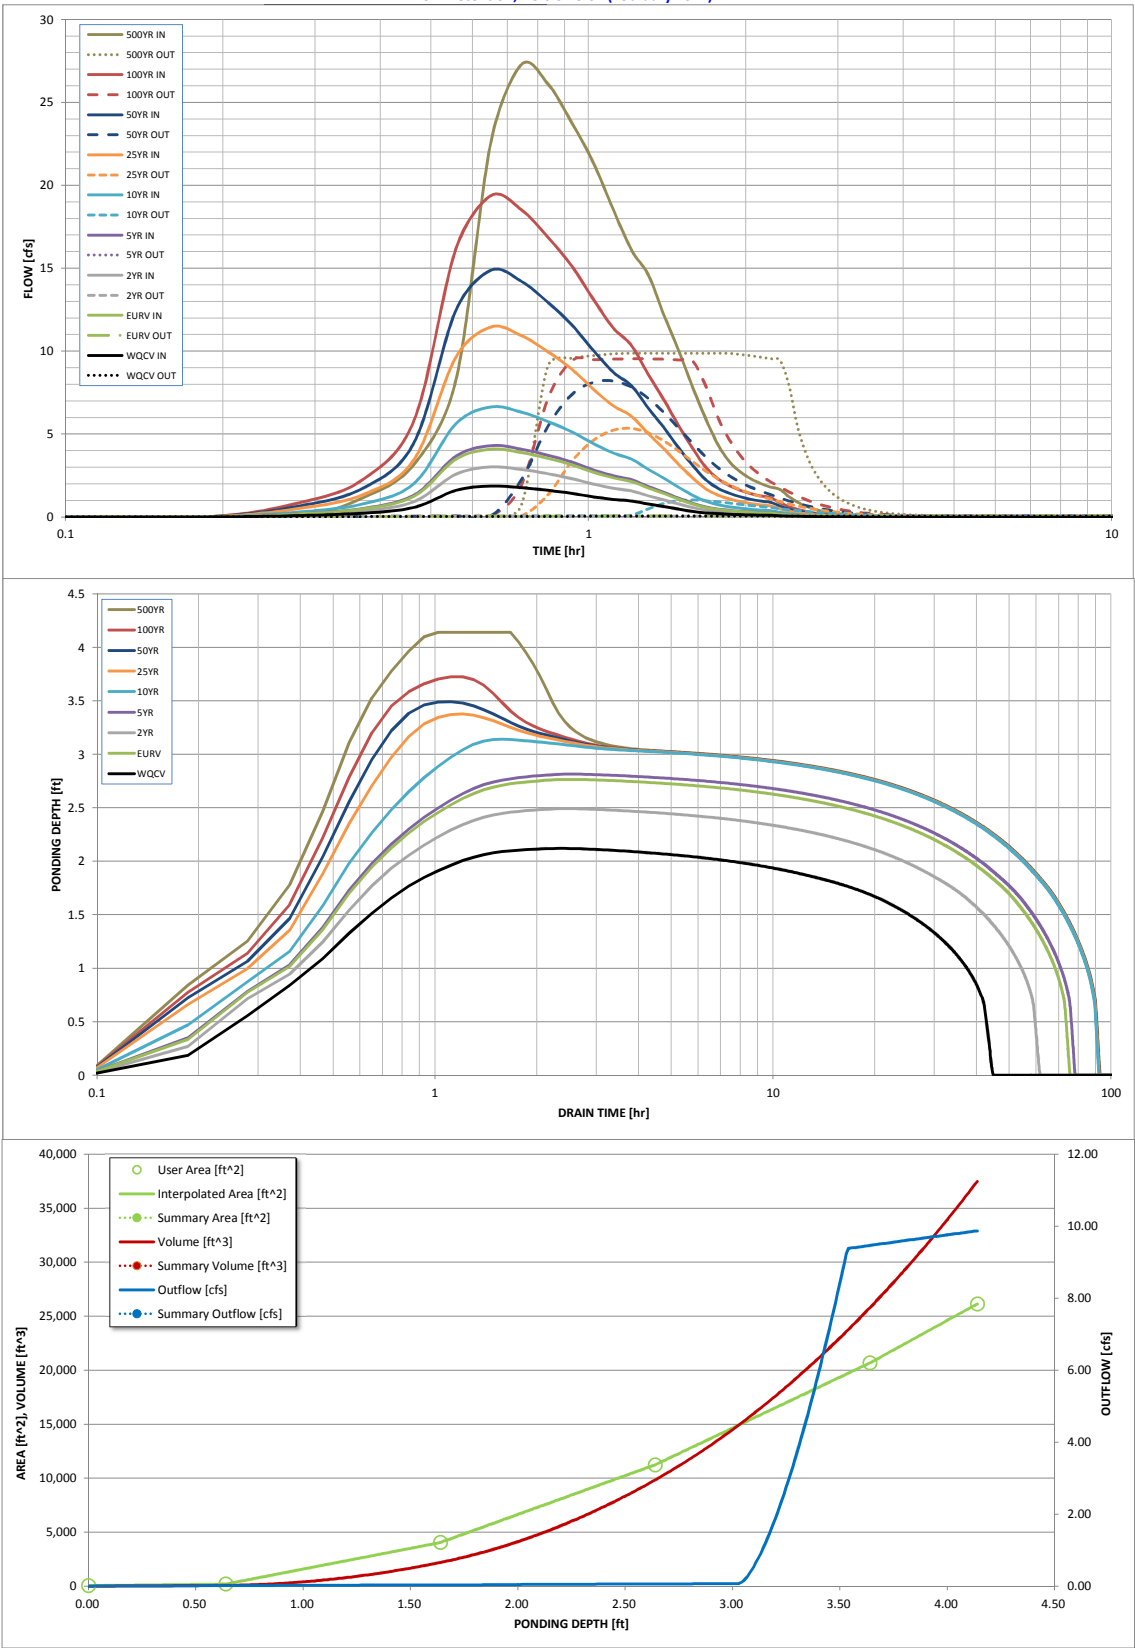 30
25
20
15
10
5
0
FLOW [cfs]
500YR IN
500YR OUT
100YR IN
100YR OUT
50YR IN
50YR OUT
25YR IN
25YR OUT
10YR IN
10YR OUT
5YR IN
5YR OUT
2YR IN
2YR OUT
EURV IN
EURV OUT
WQCV IN
WQCV OUT
0.1
1
10
TIME [hr]
4.5
4
3.5
3
2.5
2
1.5
1
0.5
0
PONDING DEPTH [ft]
500YR
100YR
50YR
25YR
10YR
5YR
2YR
EURV
WQCV
0.1
1
10
100
DRAIN TIME [hr]
40,000
35,000
30,000
25,000
20,000
15,000
10,000
5,000
0
AREA [ft^2], VOLUME [ft^3]
User Area [ft^2]
Interpolated Area [ft^2]
Summary Area [ft^2]
Volume [ft^3]
Summary Volume [ft^3]
Outflow [cfs]
Summary Outflow [cfs]
12.00
10.00
8.00
6.00
4.00
2.00
0.00
OUTFLOW [cfs]
0.00
0.50
1.00
1.50
2.00
2.50
3.00
3.50
4.00
4.50
PONDING DEPTH [ft]